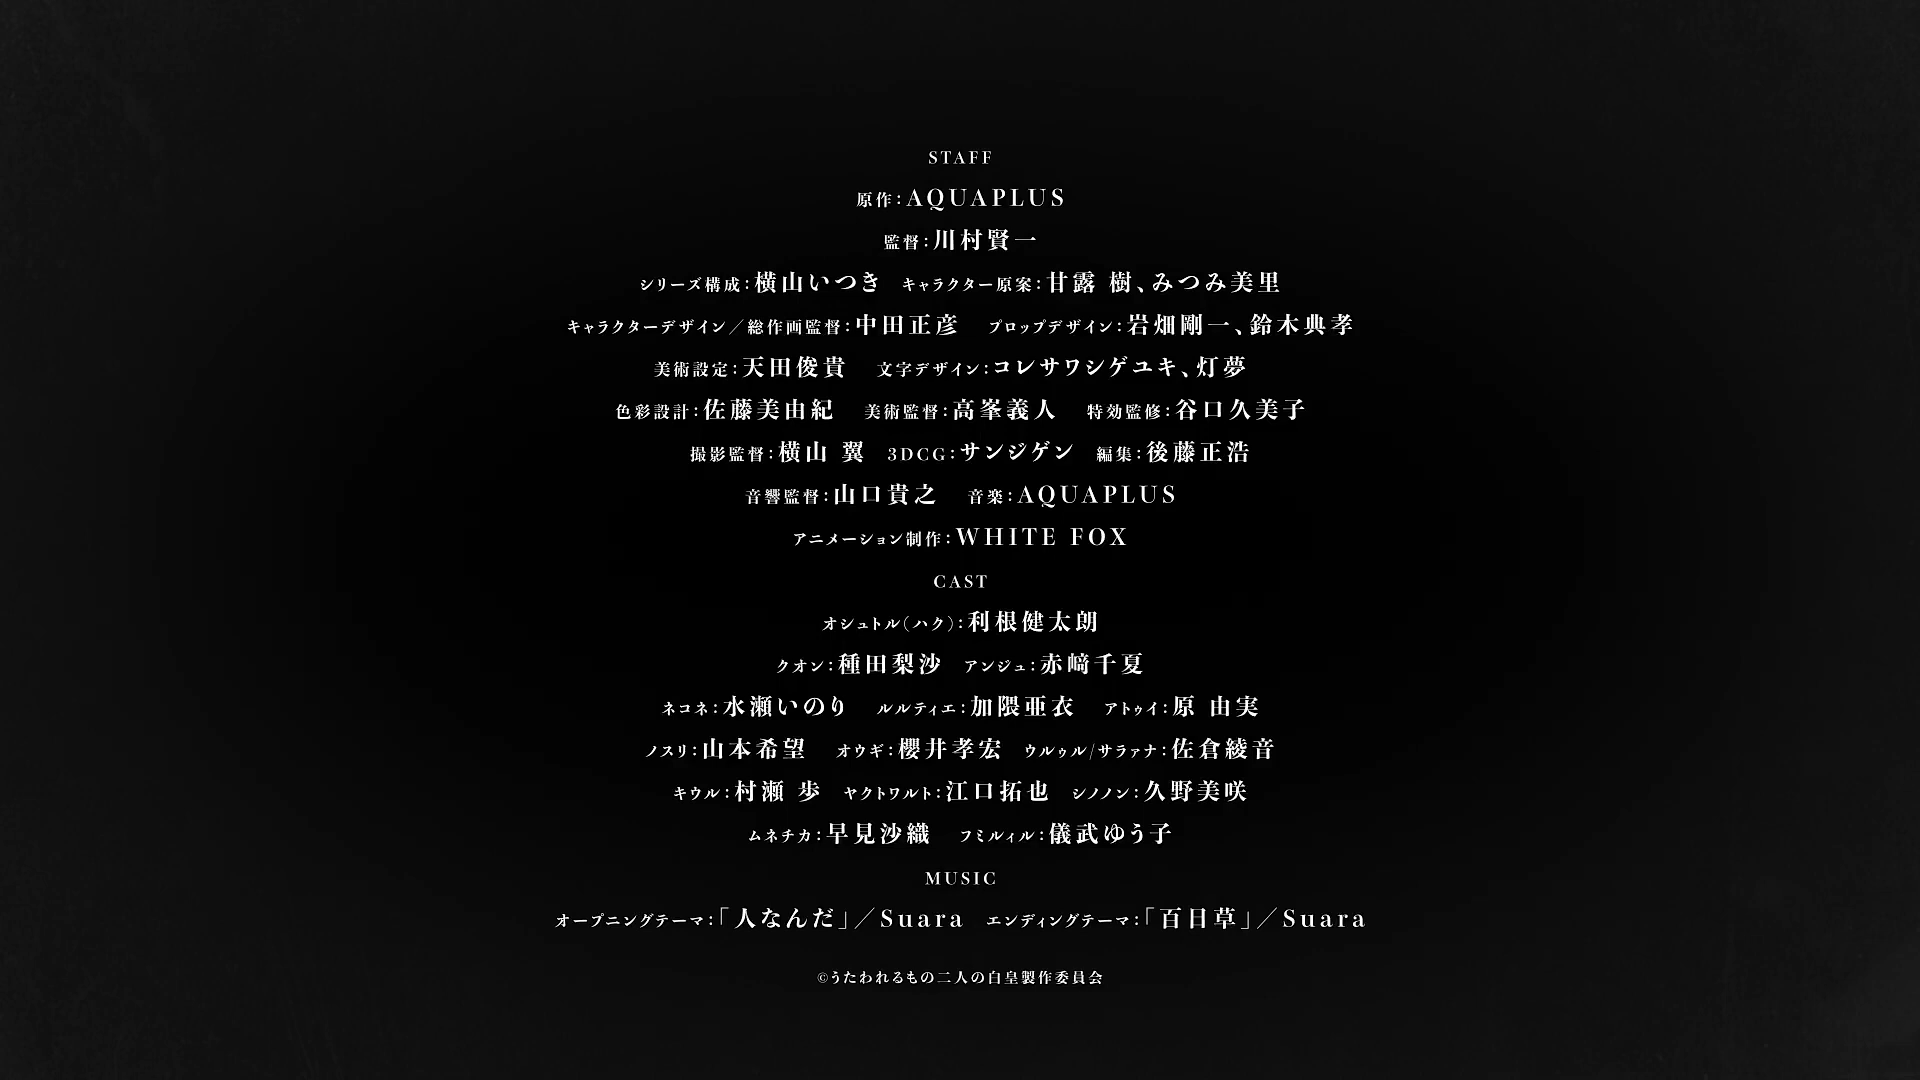 STAFF
原作:AQUAPLUS
監督:川村賢一
シリーズ構成:横山いつき キャラクター原案:甘露 樹、みつみ美里
キャラクターデザイン／総作画監督:中田正彦 プロップデザイン:岩畑剛一、鈴木典孝
美術設定:天田俊貴 文字デザイン:コレサワシゲユキ、灯夢
色彩設計:佐藤美由紀 美術監督:高峯義人 特効監修:谷口久美子
撮影監督:横山 翼 3DCG:サンジゲン 編集:後藤正浩
音響監督:山口貴之 音楽:AQUAPLUS
アニメーション制作:WHITE FOX
CAST
オシュトル(ハク):利根健太朗
クオン:種田梨沙 アンジュ:赤﨑千夏
ネコネ:水瀬いのり ルルティエ:加隈亜衣 アトゥイ:原 由実
ノスリ:山本希望 オウギ:櫻井孝宏 ウルゥル/サラァナ:佐倉綾音
キウル:村瀬 歩 ヤクトワルト:江口拓也 シノノン:久野美咲
ムネチカ:早見沙織 フミルィル:儀武ゆう子
MUSIC
オープニングテーマ:「人なんだ」／Suara エンディングテーマ:「百日草」／Suara
©うたわれるもの二人の白皇製作委員会